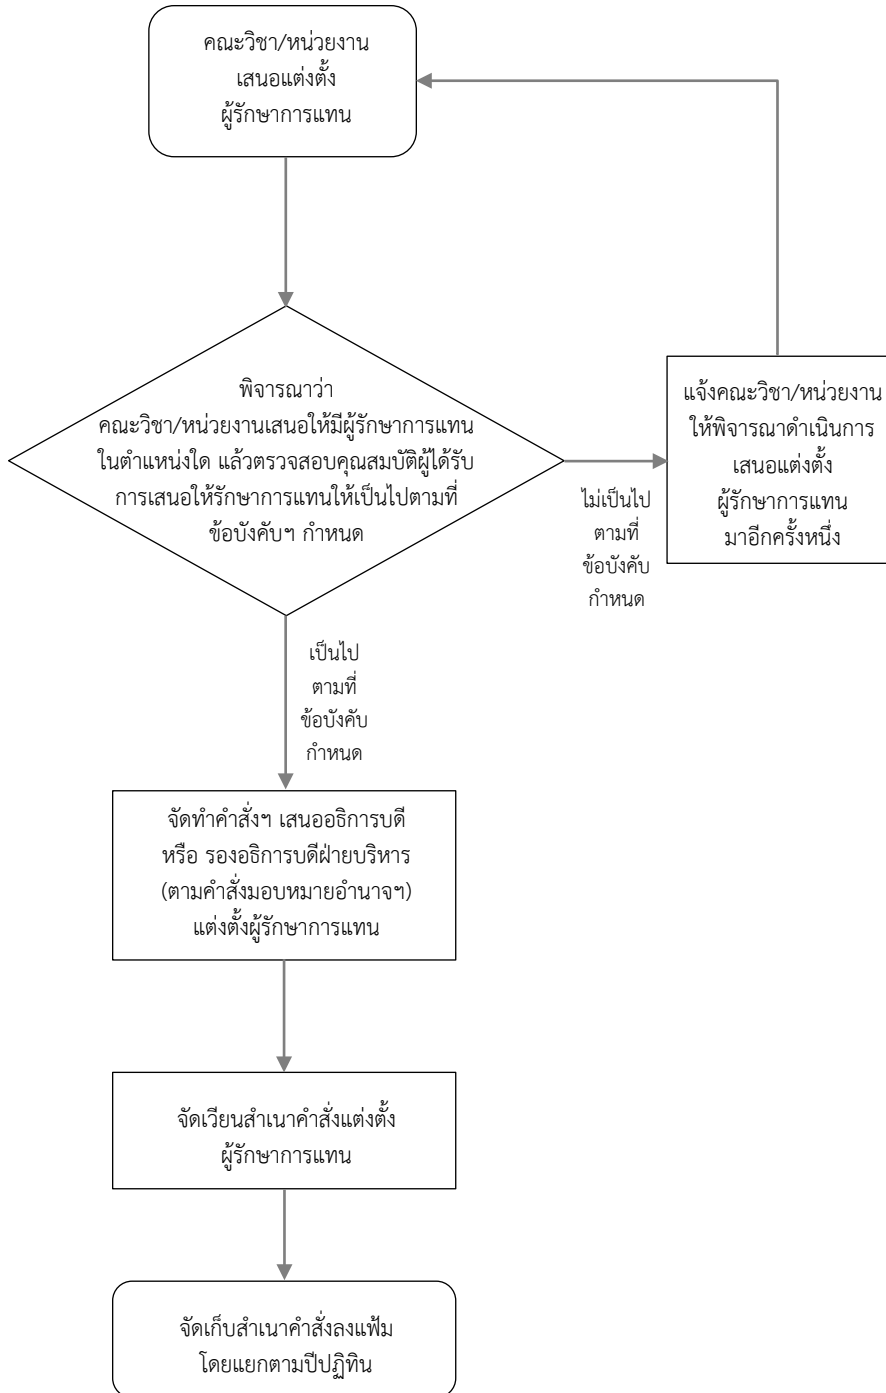 คณะวิชา/หน่วยงาน
เสนอแต่งตั้ง
ผู้รักษาการแทน
พิจารณาว่า
คณะวิชา/หน่วยงานเสนอให้มีผู้รักษาการแทน
ในตำแหน่งใด แล้วตรวจสอบคุณสมบัติผู้ได้รับ
การเสนอให้รักษาการแทนให้เป็นไปตามที่
ข้อบังคับฯ กำหนด
แจ้งคณะวิชา/หน่วยงาน
ให้พิจารณาดำเนินการ
เสนอแต่งตั้ง
ผู้รักษาการแทน
มาอีกครั้งหนึ่ง
ไม่เป็นไป
ตามที่
ข้อบังคับ
กำหนด
เป็นไป
ตามที่
ข้อบังคับ
กำหนด
จัดทำคำสั่งฯ เสนออธิการบดี
หรือ รองอธิการบดีฝ่ายบริหาร
(ตามคำสั่งมอบหมายอำนาจฯ)
แต่งตั้งผู้รักษาการแทน
จัดเวียนสำเนาคำสั่งแต่งตั้ง
ผู้รักษาการแทน
จัดเก็บสำเนาคำสั่งลงแฟ้ม
โดยแยกตามปีปฏิทิน